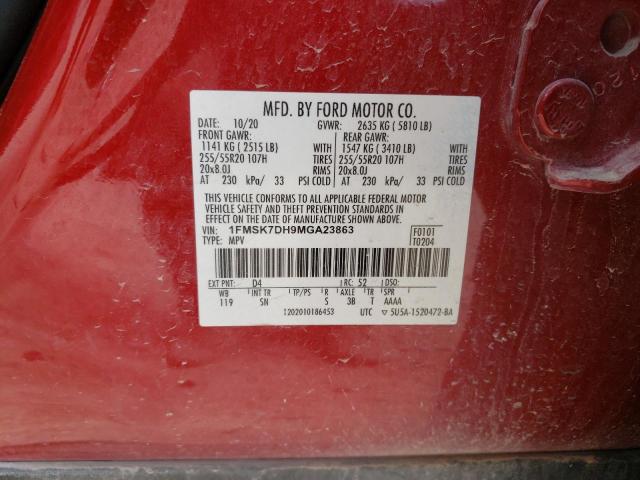 MFD. BY FORD MOTOR CO.
DATE: 10/20 GVWR: 2635 KG ( 5810 LB)
FRONT GAWR: REAR GAWR:
1141 KG ( 2515 LB) WITH 1547 KG ( 3410 LB) WITH
255/55R20 107H TIRES 255/55R20 107H TIRES
20x8.0J RIMS 20x8.0J RIMS
AT 230 kPa/ 33 PSI COLD AT 230 kPa/ 33 PSI COLD
THIS VEHICLE CONFORMS TO ALL APPLICABLE FEDERAL MOTOR
VEHICLE SAFETY AND THEFT PREVENTION STANDARDS IN
EFFECT ON THE DATE OF MANUFACTURE SHOWN ABOVE.
VIN: 1FMSK7DH9MGA23863 F0101
TYPE: MPV T0204
EXT PNT: D4 RC: 52 DSO:
WB INT TR TP/PS R AXLE TR SPR
119 SN S 3B T AAAA
1202010186453 UTC ▽ 5U5A-1520472-BA